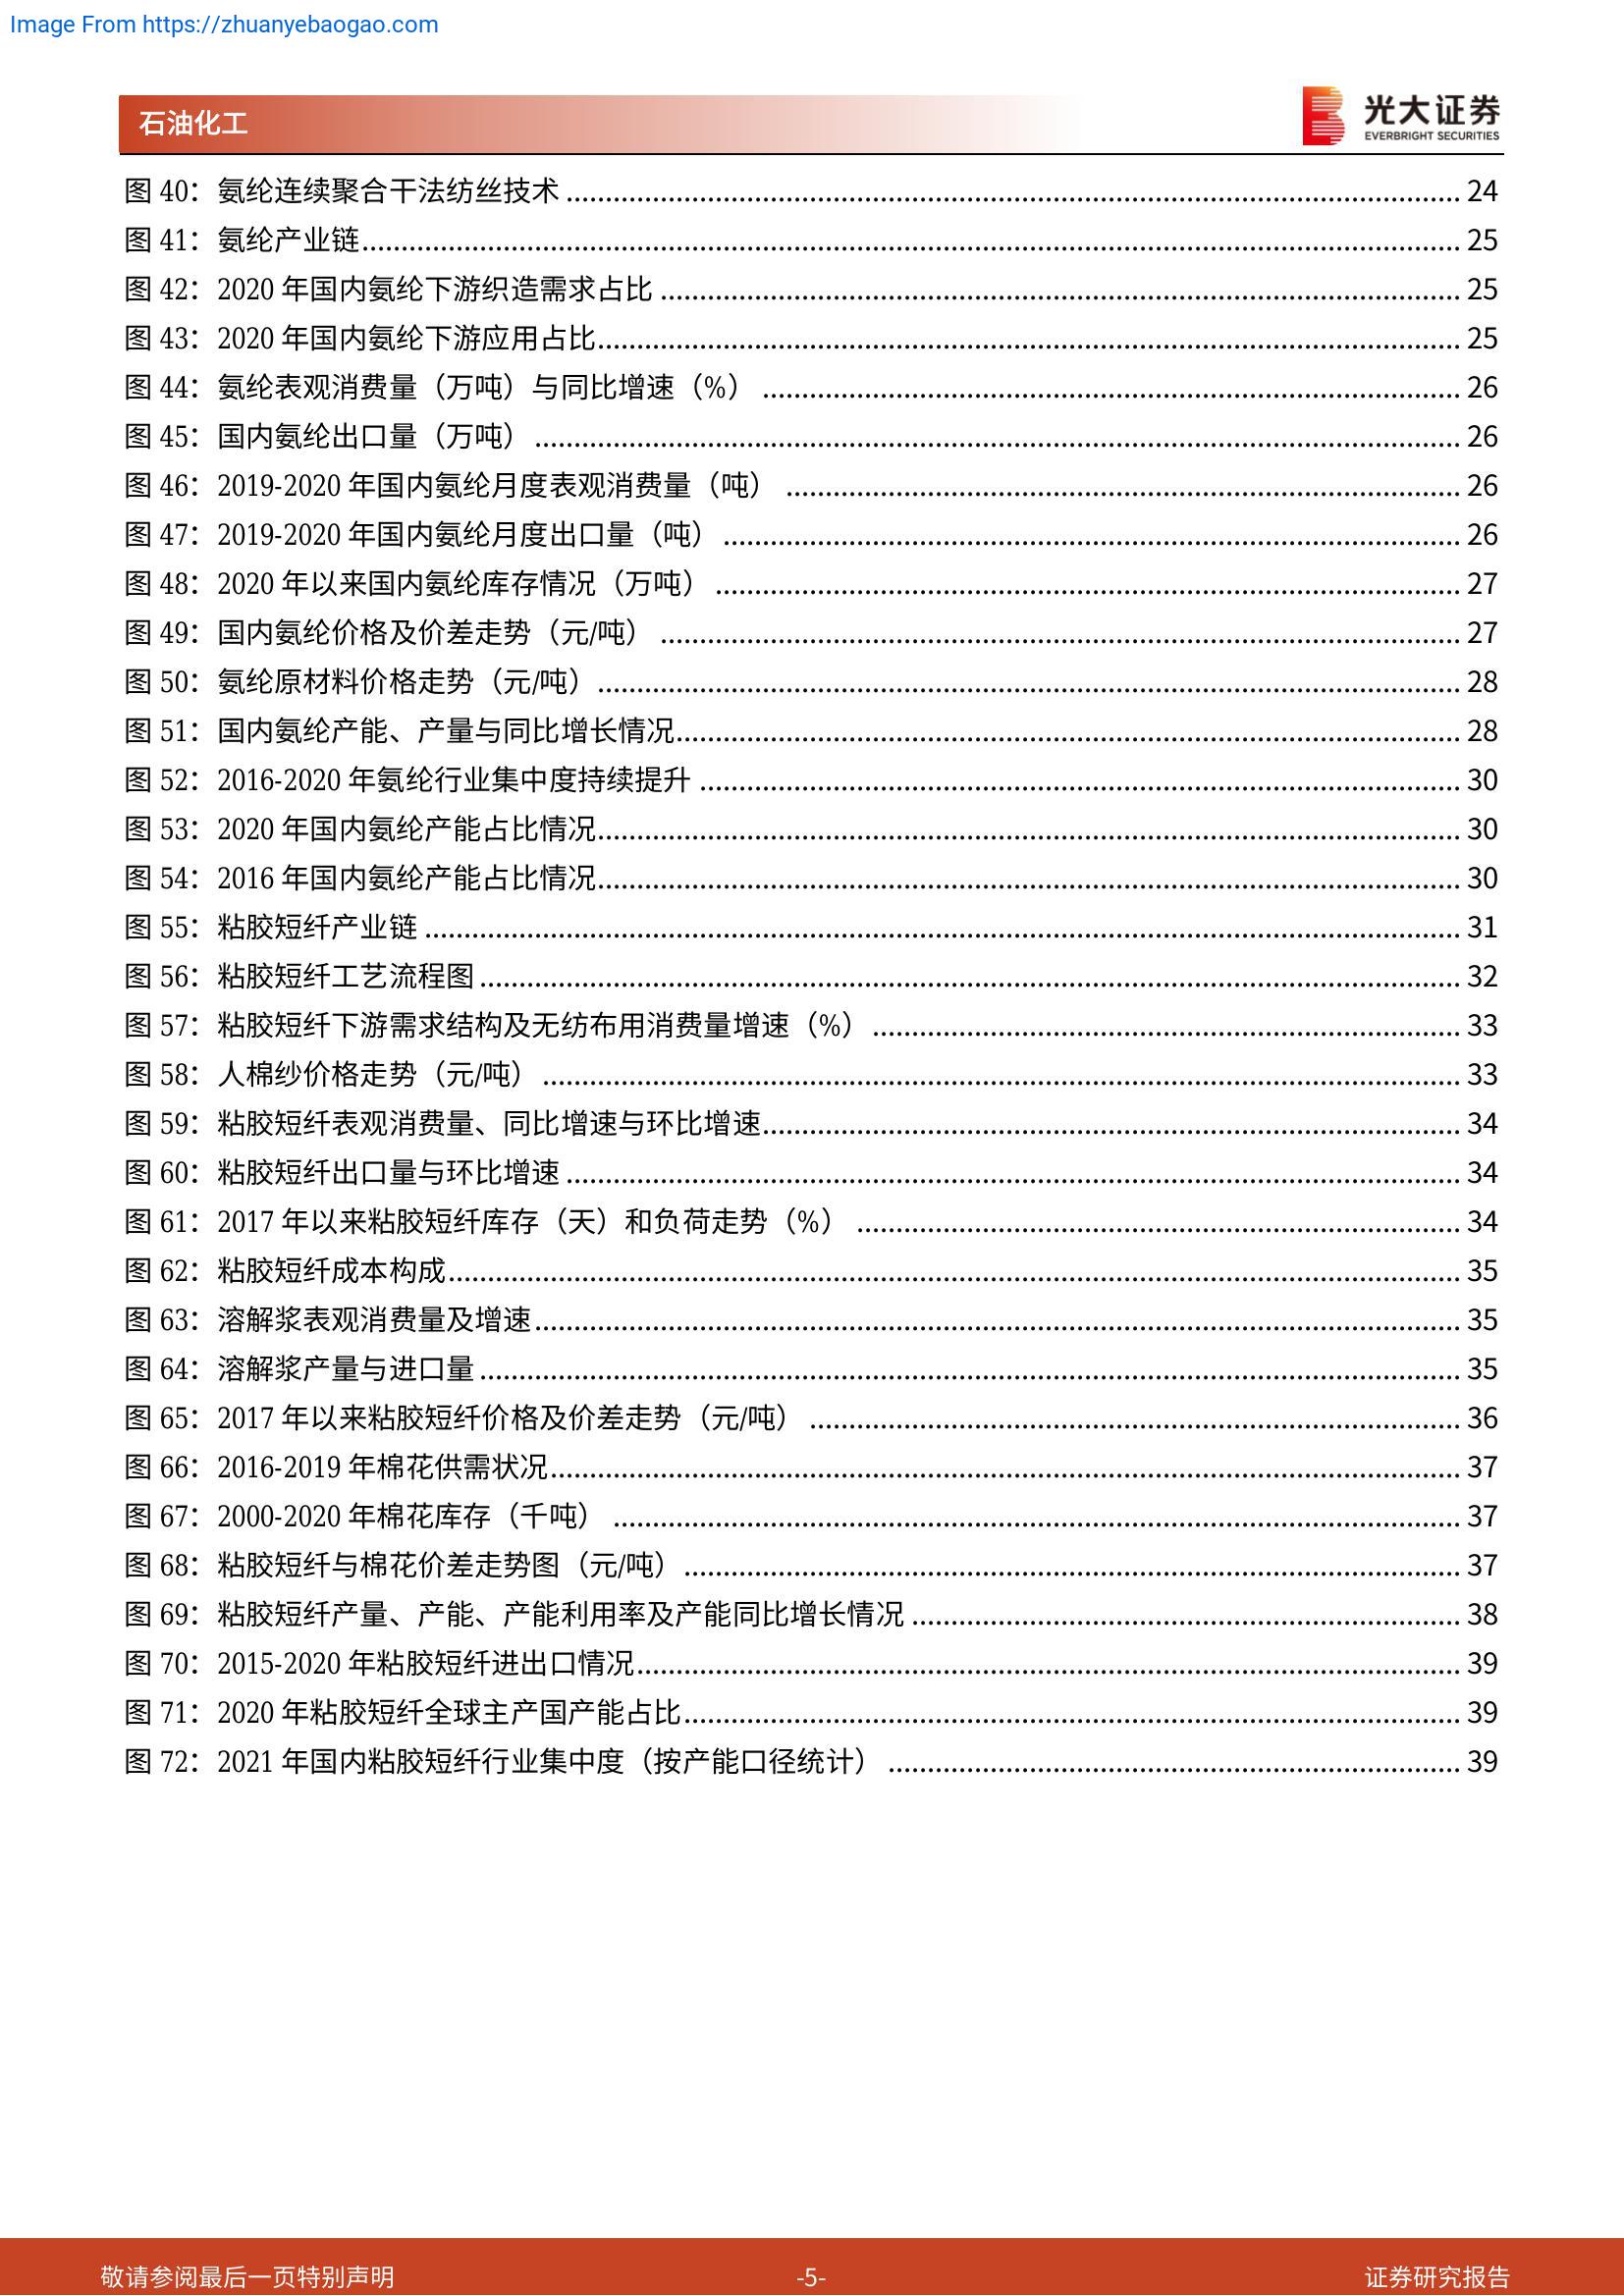 Image From https://zhuanyebaogao.com
石油化工
光大证券
EVERBRIGHT SECURITIES
图 40：氨纶连续聚合干法纺丝技术 24
图 41：氨纶产业链 25
图 42：2020 年国内氨纶下游织造需求占比 25
图 43：2020 年国内氨纶下游应用占比 25
图 44：氨纶表观消费量（万吨）与同比增速（%） 26
图 45：国内氨纶出口量（万吨） 26
图 46：2019-2020 年国内氨纶月度表观消费量（吨） 26
图 47：2019-2020 年国内氨纶月度出口量（吨） 26
图 48：2020 年以来国内氨纶库存情况（万吨） 27
图 49：国内氨纶价格及价差走势（元/吨） 27
图 50：氨纶原材料价格走势（元/吨） 28
图 51：国内氨纶产能、产量与同比增长情况 28
图 52：2016-2020 年氨纶行业集中度持续提升 30
图 53：2020 年国内氨纶产能占比情况 30
图 54：2016 年国内氨纶产能占比情况 30
图 55：粘胶短纤产业链 31
图 56：粘胶短纤工艺流程图 32
图 57：粘胶短纤下游需求结构及无纺布用消费量增速（%） 33
图 58：人棉纱价格走势（元/吨） 33
图 59：粘胶短纤表观消费量、同比增速与环比增速 34
图 60：粘胶短纤出口量与环比增速 34
图 61：2017 年以来粘胶短纤库存（天）和负荷走势（%） 34
图 62：粘胶短纤成本构成 35
图 63：溶解浆表观消费量及增速 35
图 64：溶解浆产量与进口量 35
图 65：2017 年以来粘胶短纤价格及价差走势（元/吨） 36
图 66：2016-2019 年棉花供需状况 37
图 67：2000-2020 年棉花库存（千吨） 37
图 68：粘胶短纤与棉花价差走势图（元/吨） 37
图 69：粘胶短纤产量、产能、产能利用率及产能同比增长情况 38
图 70：2015-2020 年粘胶短纤进出口情况 39
图 71：2020 年粘胶短纤全球主产国产能占比 39
图 72：2021 年国内粘胶短纤行业集中度（按产能口径统计） 39
敬请参阅最后一页特别声明 -5- 证券研究报告